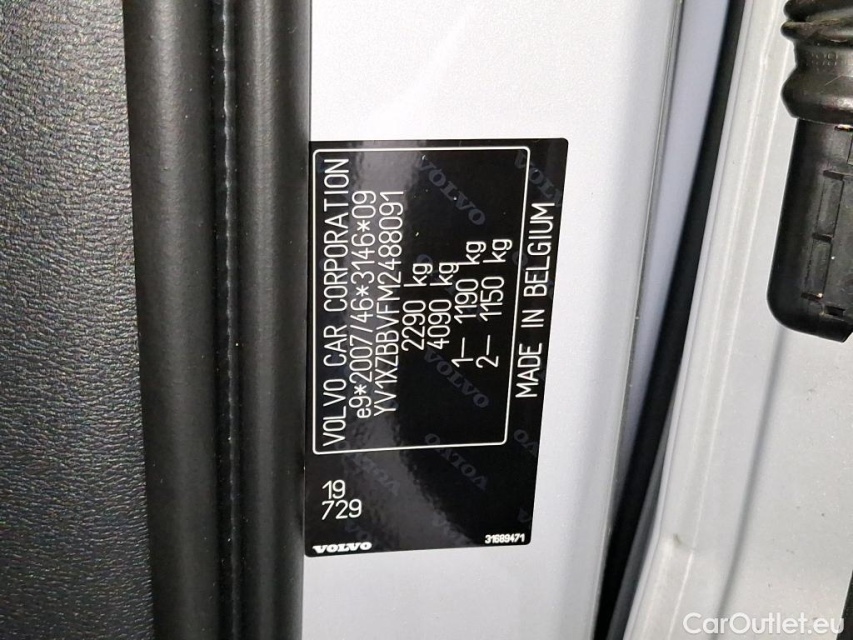 VOLVO CAR CORPORATION
e9*2007/46*3146*09
YV1XZBBVFM2488091
2290 kg
4090 kg
1— 1190 kg
2— 1150 kg
MADE IN BELGIUM
19
729
VOLVO
31689471
CarOutlet.eu